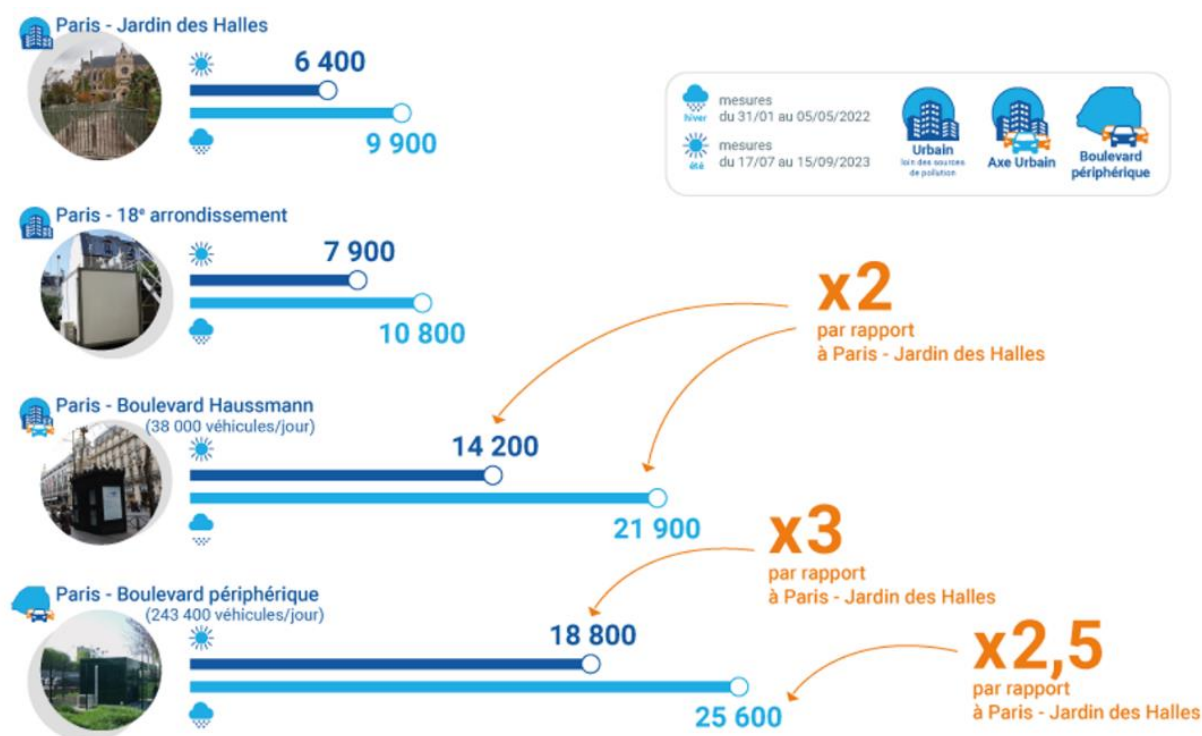 Paris - Jardin des Halles
6 400
9 900
hiver
mesures
du 31/01 au 05/05/2022
été
mesures
du 17/07 au 15/09/2023
Urbain
loin des sources
de pollution
Axe Urbain
Boulevard
périphérique
Paris - 18e arrondissement
7 900
10 800
x2
par rapport
à Paris - Jardin des Halles
Paris - Boulevard Haussmann
(38 000 véhicules/jour)
14 200
21 900
x3
par rapport
à Paris - Jardin des Halles
Paris - Boulevard périphérique
(243 400 véhicules/jour)
18 800
25 600
x2,5
par rapport
à Paris - Jardin des Halles